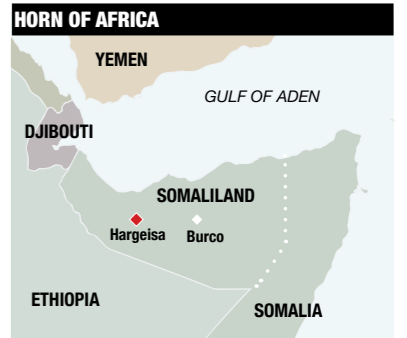 HORN OF AFRICA
YEMEN
GULF OF ADEN
DJIBOUTI
SOMALILAND
Hargeisa
Burco
ETHIOPIA
SOMALIA